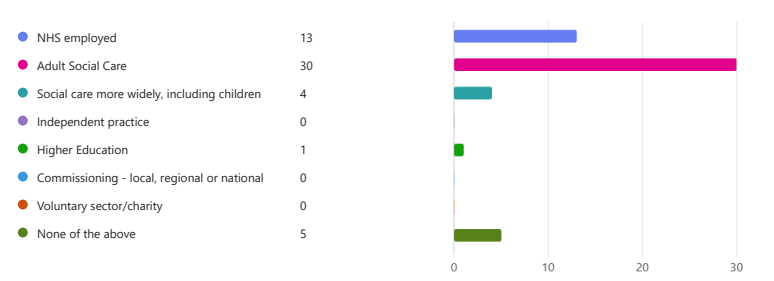 NHS employed 13
Adult Social Care 30
Social care more widely, including children 4
Independent practice 0
Higher Education 1
Commissioning - local, regional or national 0
Voluntary sector/charity 0
None of the above 5
0 10 20 30